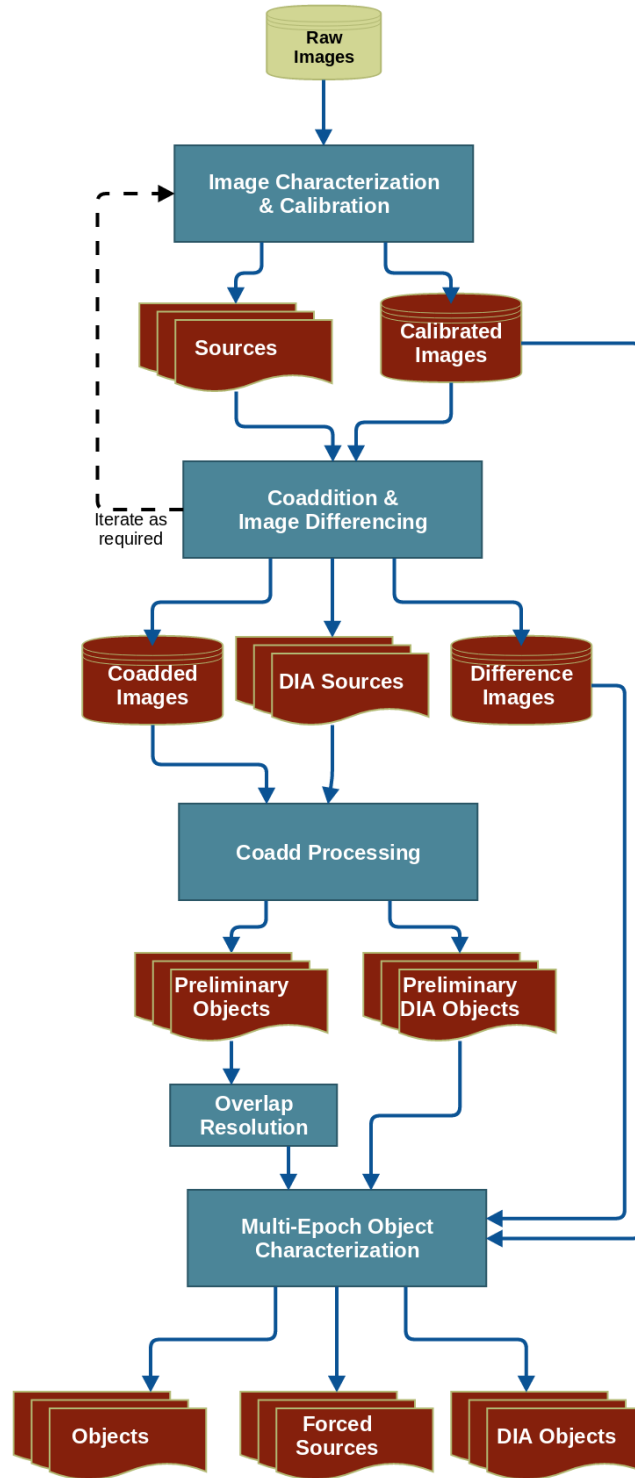 Raw
Images
Image Characterization
& Calibration
Sources
Calibrated
Images
Coaddition &
Image Differencing
Iterate as
required
Coadded
Images
DIA Sources
Difference
Images
Coadd Processing
Preliminary
Objects
Preliminary
DIA Objects
Overlap
Resolution
Multi-Epoch Object
Characterization
Objects
Forced
Sources
DIA Objects